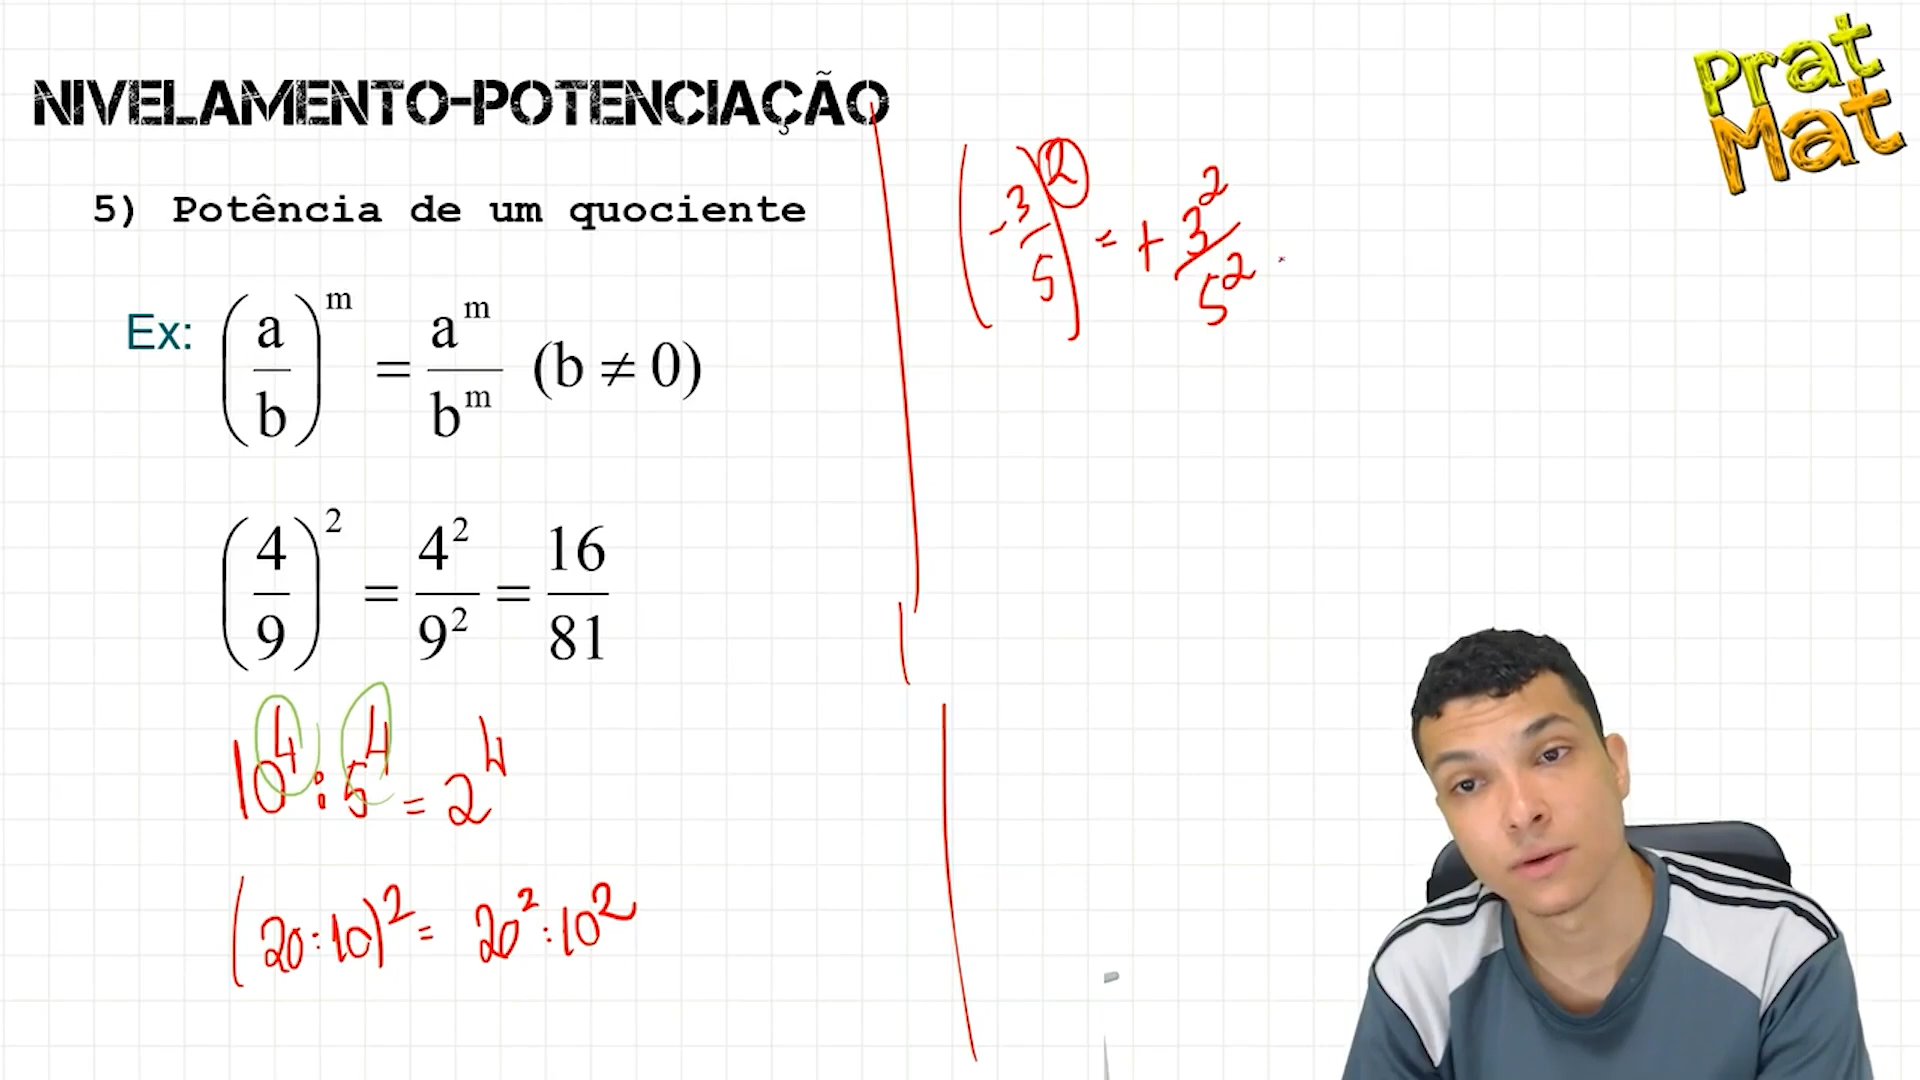 NIVELAMENTO-POTENCIAÇÃO
Prat
Mat
5) Potência de um quociente
Ex: (a/b)^m = a^m/b^m (b ≠ 0)
(4/9)^2 = 4^2/9^2 = 16/81
10^4 : 5^4 = 2^4
(20:10)^2 = 20^2 : 10^2
(-3/5)^2 = + 3^2/5^2